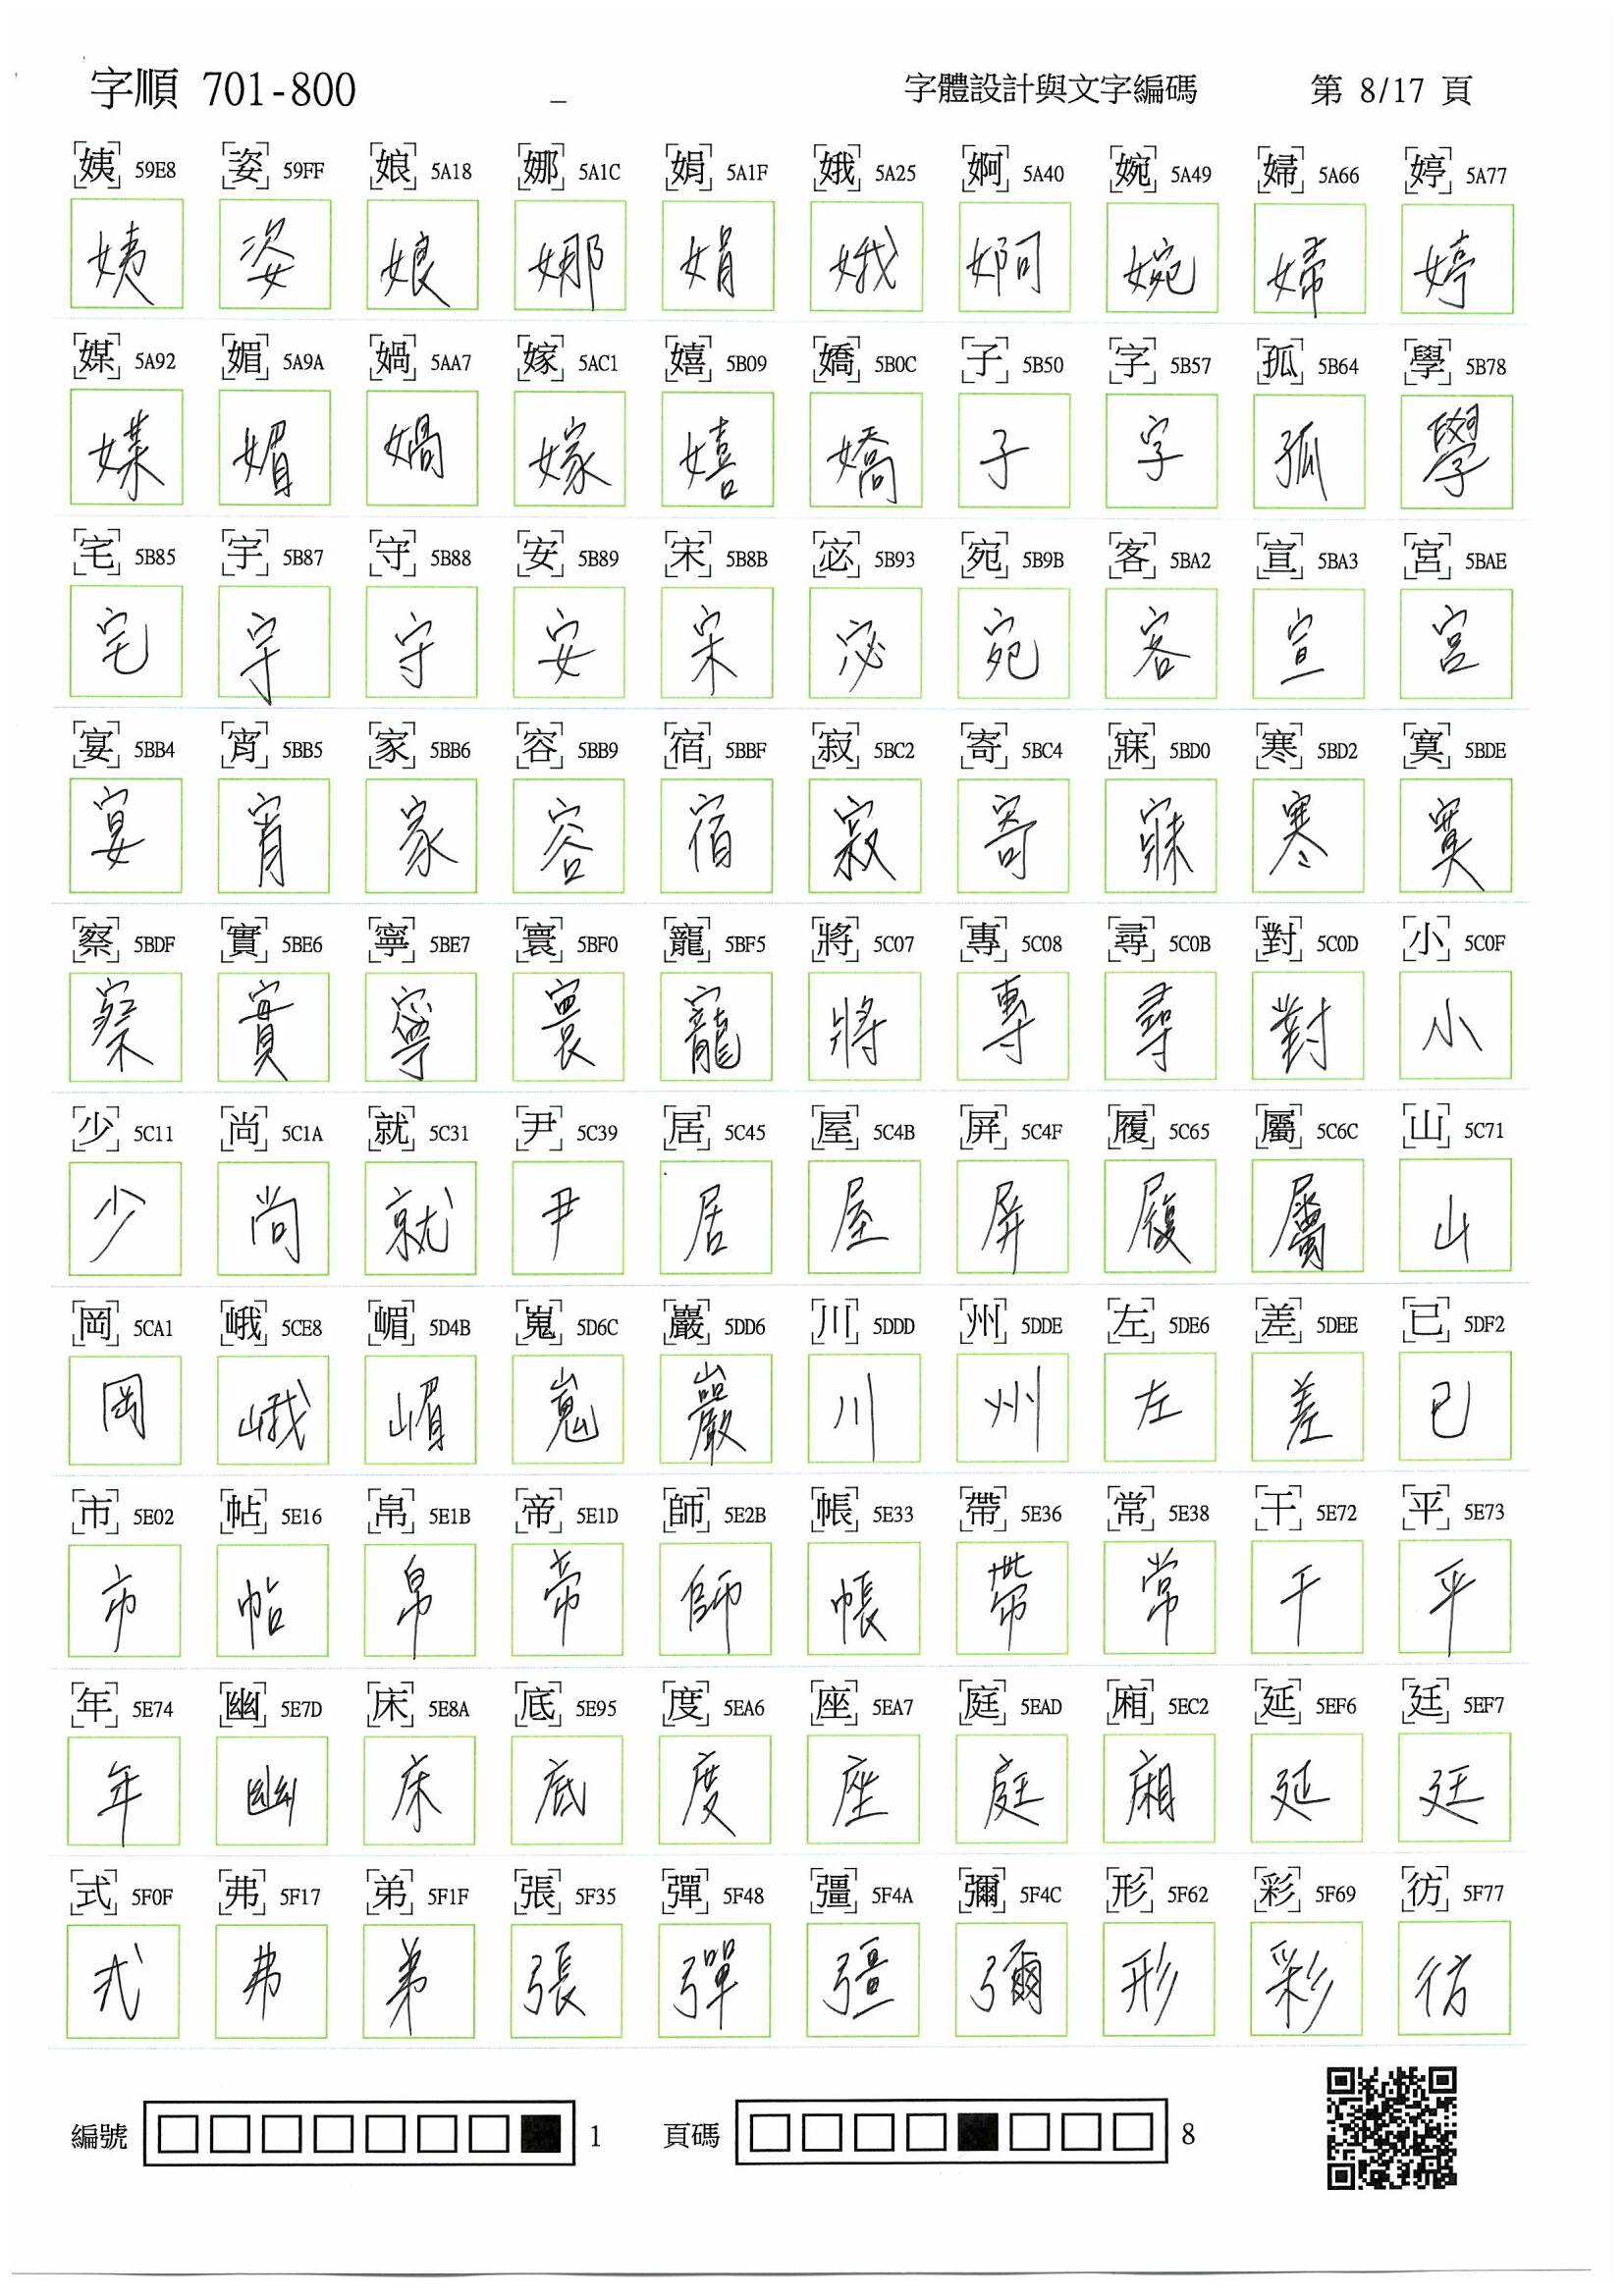 字順 701-800 _ 字體設計與文字編碼 第 8/17 頁
姨 59E8 姿 59FF 娘 5A18 娜 5A1C 娟 5A1F 娥 5A25 婀 5A40 婉 5A49 婦 5A66 婷 5A77
姨 姿 娘 娜 娟 娥 婀 婉 婦 婷
媒 5A92 媚 5A9A 媧 5AA7 嫁 5AC1 嬉 5B09 嬌 5B0C 子 5B50 字 5B57 孤 5B64 學 5B78
媒 媚 媧 嫁 嬉 嬌 子 字 孤 學
宅 5B85 宇 5B87 守 5B88 安 5B89 宋 5B8B 宓 5B93 宛 5B9B 客 5BA2 宣 5BA3 宮 5BAE
宅 宇 守 安 宋 宓 宛 客 宣 宮
宴 5BB4 宵 5BB5 家 5BB6 容 5BB9 宿 5BBF 寂 5BC2 寄 5BC4 寐 5BD0 寒 5BD2 寞 5BDE
宴 宵 家 容 宿 寂 寄 寐 寒 寞
察 5BDF 實 5BE6 寧 5BE7 寰 5BF0 寵 5BF5 將 5C07 專 5C08 尋 5C0B 對 5C0D 小 5C0F
察 實 寧 寰 寵 將 專 尋 對 小
少 5C11 尚 5C1A 就 5C31 尹 5C39 居 5C45 屋 5C4B 屏 5C4F 履 5C65 屬 5C6C 山 5C71
少 尚 就 尹 居 屋 屏 履 屬 山
岡 5CA1 峨 5CE8 嵋 5D4B 嵬 5D6C 巖 5DD6 川 5DDD 州 5DDE 左 5DE6 差 5DEE 已 5DF2
岡 峨 嵋 嵬 巖 川 州 左 差 已
市 5E02 帖 5E16 帛 5E1B 帝 5E1D 師 5E2B 帳 5E33 帶 5E36 常 5E38 干 5E72 平 5E73
市 帖 帛 帝 師 帳 帶 常 干 平
年 5E74 幽 5E7D 床 5E8A 底 5E95 度 5EA6 座 5EA7 庭 5EAD 廂 5EC2 延 5EF6 廷 5EF7
年 幽 床 底 度 座 庭 廂 延 廷
式 5F0F 弗 5F17 弟 5F1F 張 5F35 彈 5F48 彊 5F4A 彌 5F4C 形 5F62 彩 5F69 彷 5F77
式 弗 弟 張 彈 彊 彌 形 彩 彷
編號 1 頁碼 8